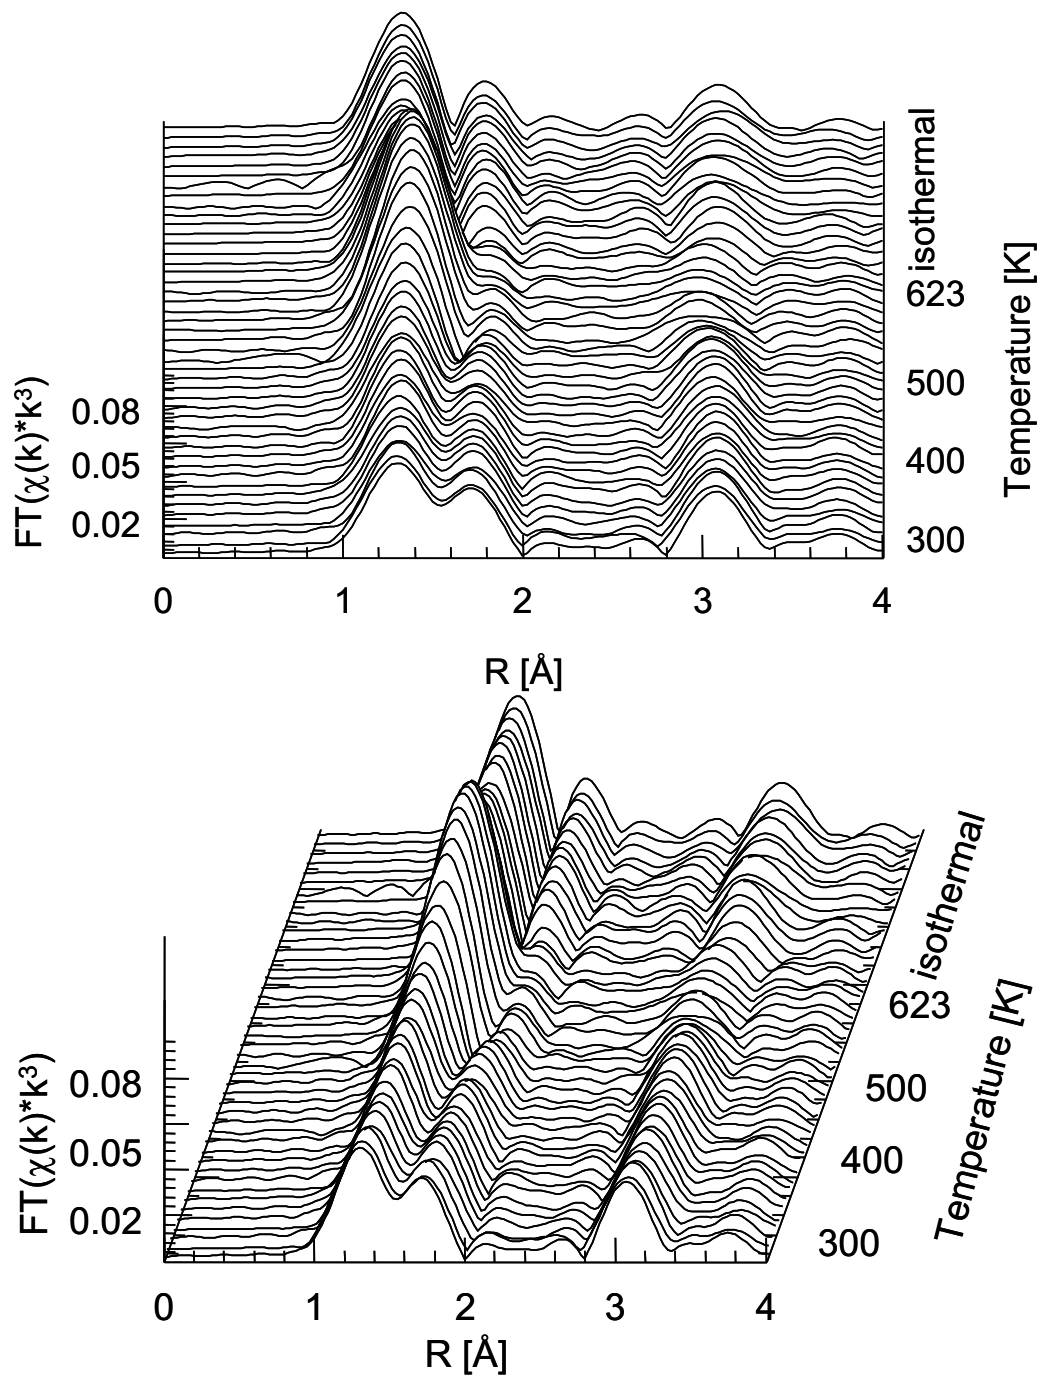 isothermal
Temperature [K]
623
500
400
300
FT(χ(k)*k³)
0.08
0.05
0.02
0 1 2 3 4
R [Å]
isothermal
Temperature [K]
623
500
400
300
FT(χ(k)*k³)
0.08
0.05
0.02
0 1 2 3 4
R [Å]